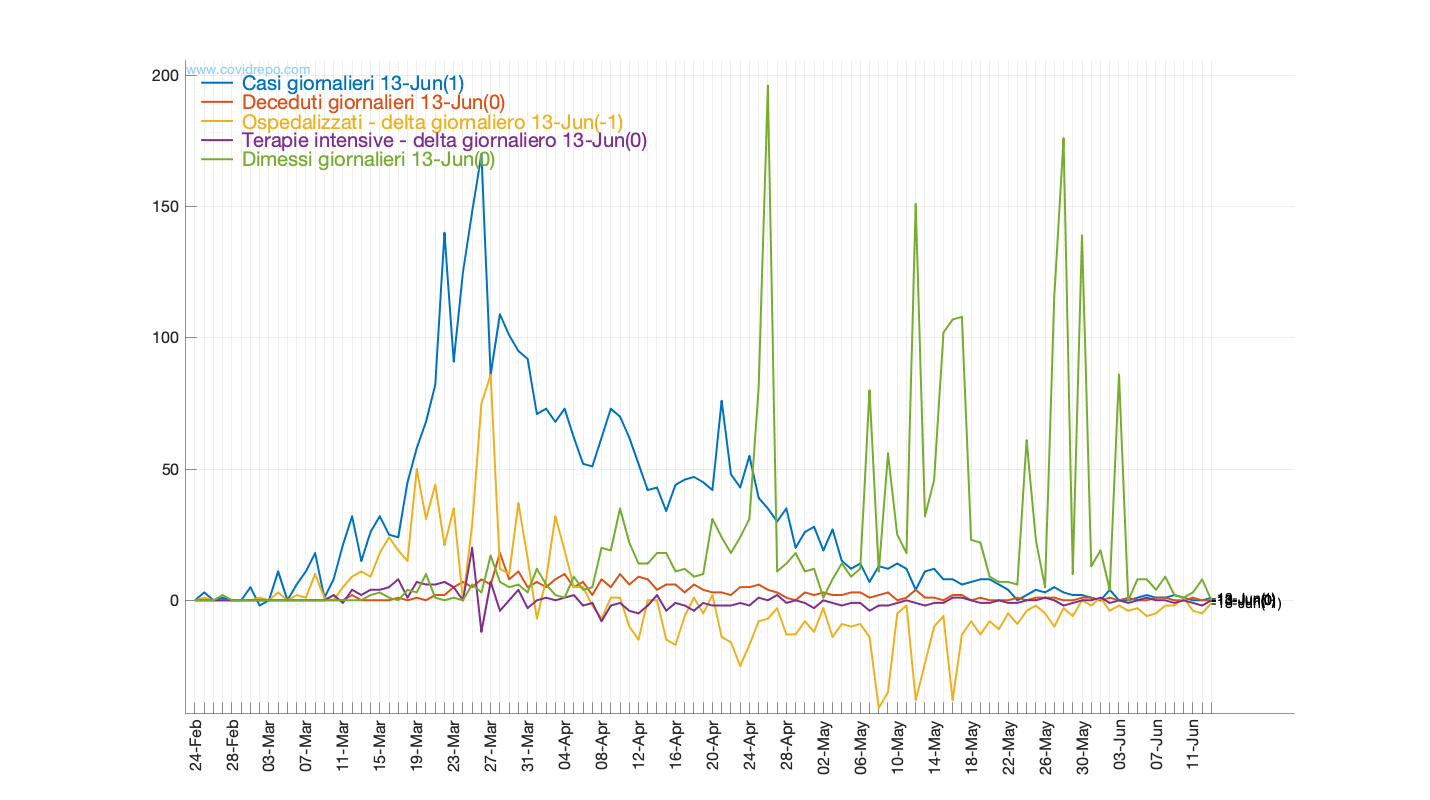 www.covidrepo.com
200
Casi giornalieri 13-Jun(1)
Deceduti giornalieri 13-Jun(0)
Ospedalizzati - delta giornaliero 13-Jun(-1)
Terapie intensive - delta giornaliero 13-Jun(0)
Dimessi giornalieri 13-Jun(0)
150
100
50
0
24-Feb
28-Feb
03-Mar
07-Mar
11-Mar
15-Mar
19-Mar
23-Mar
27-Mar
31-Mar
04-Apr
08-Apr
12-Apr
16-Apr
20-Apr
24-Apr
28-Apr
02-May
06-May
10-May
14-May
18-May
22-May
26-May
30-May
03-Jun
07-Jun
11-Jun